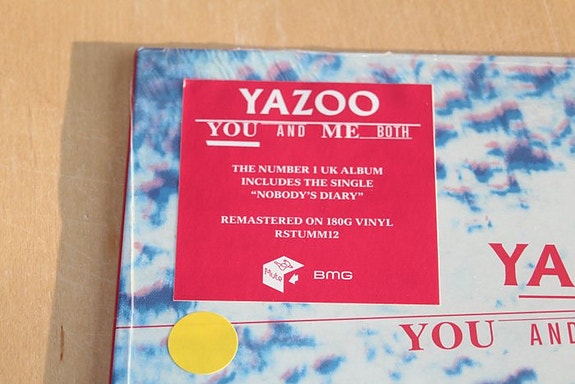 YAZOO
YOU AND ME BOTH
THE NUMBER 1 UK ALBUM
INCLUDES THE SINGLE
“NOBODY’S DIARY”
REMASTERED ON 180G VINYL
RSTUMM12
Mute
BMG
YA
YOU AND